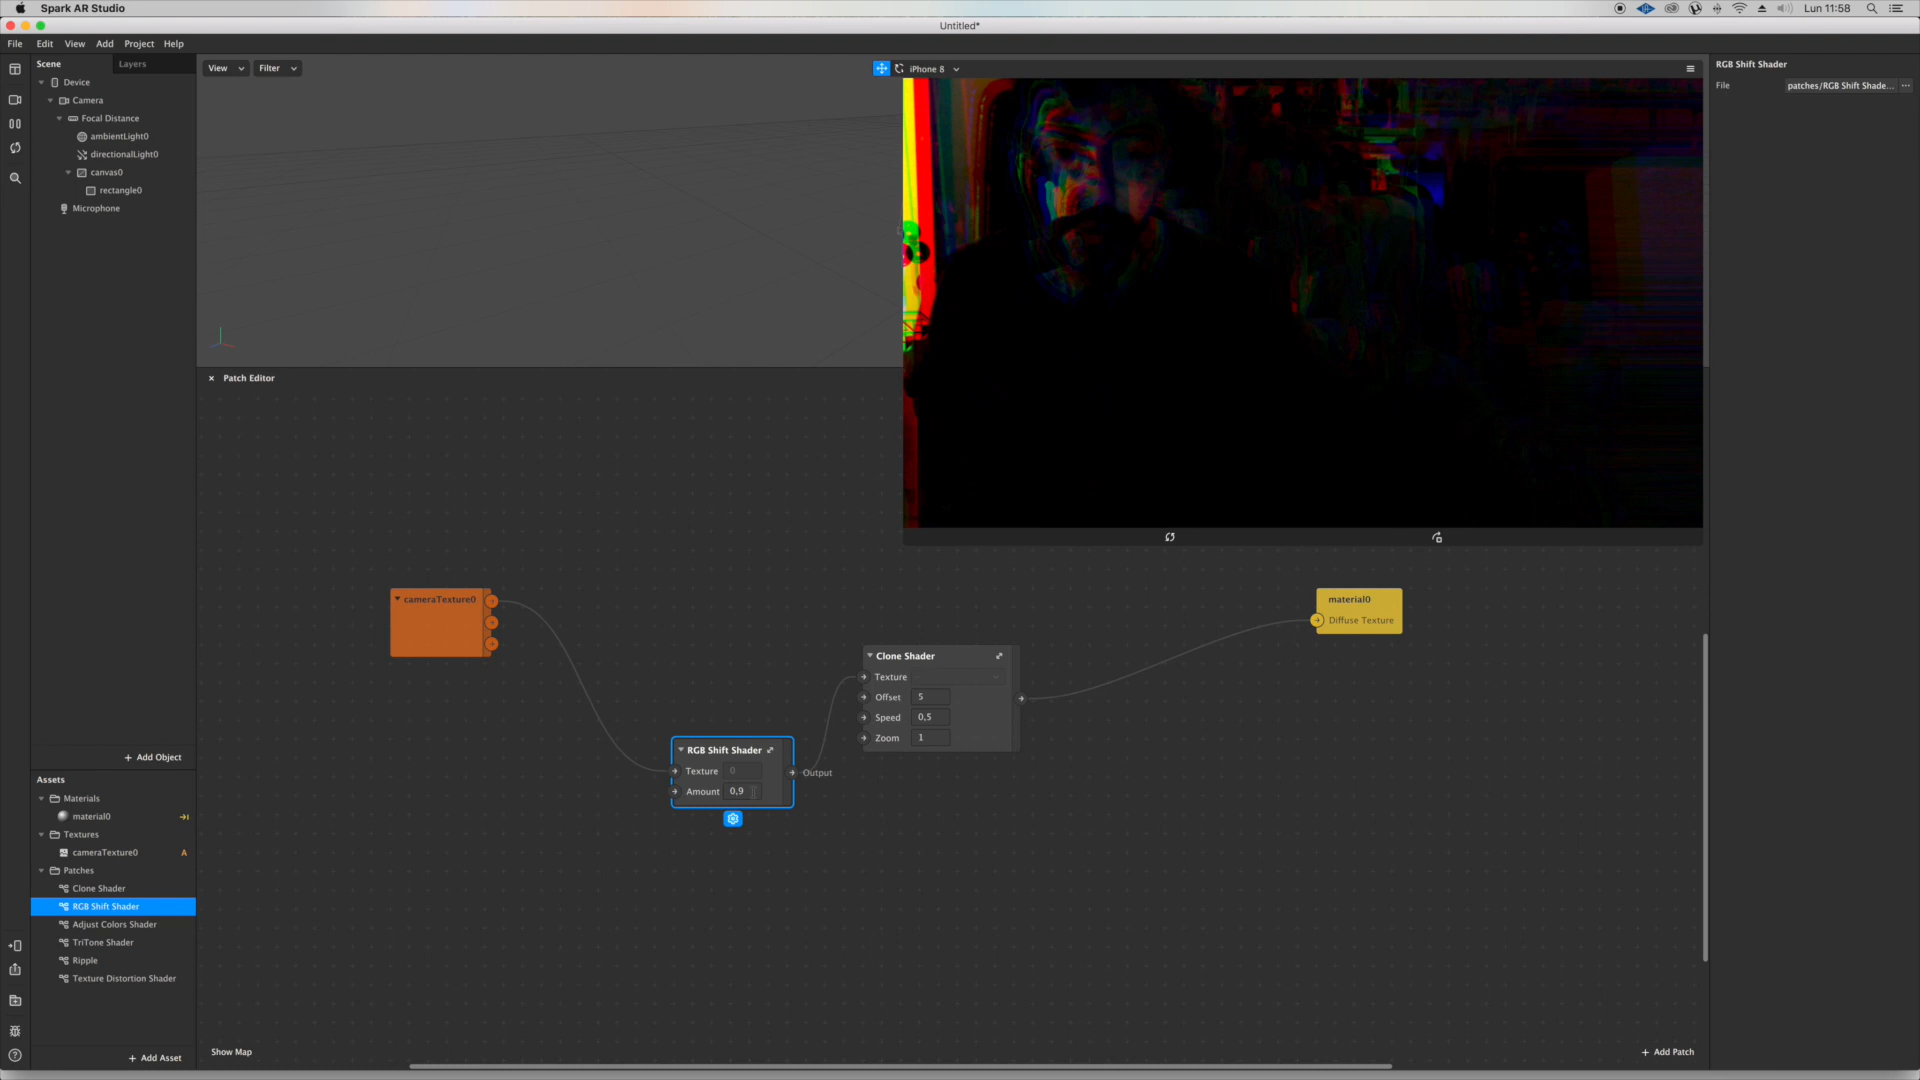 Spark AR Studio
Lun 11:58
Untitled*
File Edit View Add Project Help
Scene Layers
Device
Camera
Focal Distance
ambientLight0
directionalLight0
canvas0
rectangle0
Microphone
+ Add Object
Assets
Materials
material0
Textures
cameraTexture0 A
Patches
Clone Shader
RGB Shift Shader
Adjust Colors Shader
TriTone Shader
Ripple
Texture Distortion Shader
+ Add Asset
View Filter
iPhone 8
Patch Editor
cameraTexture0
RGB Shift Shader
Texture 0
Amount 0,9
Output
Clone Shader
Texture
Offset 5
Speed 0,5
Zoom 1
material0
Diffuse Texture
Show Map
+ Add Patch
RGB Shift Shader
File patches/RGB Shift Shade...